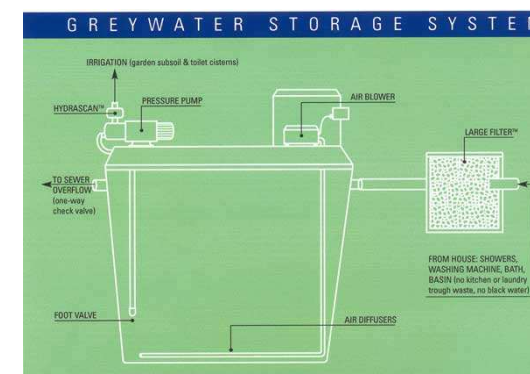 GREYWATER STORAGE SYSTE
IRRIGATION (garden subsoil & toilet cisterns)
HYDRASCAN™
PRESSURE PUMP
AIR BLOWER
LARGE FILTER™
TO SEWER
OVERFLOW
(one-way
check valve)
FROM HOUSE: SHOWERS,
WASHING MACHINE, BATH,
BASIN (no kitchen or laundry
trough waste, no black water)
FOOT VALVE
AIR DIFFUSERS